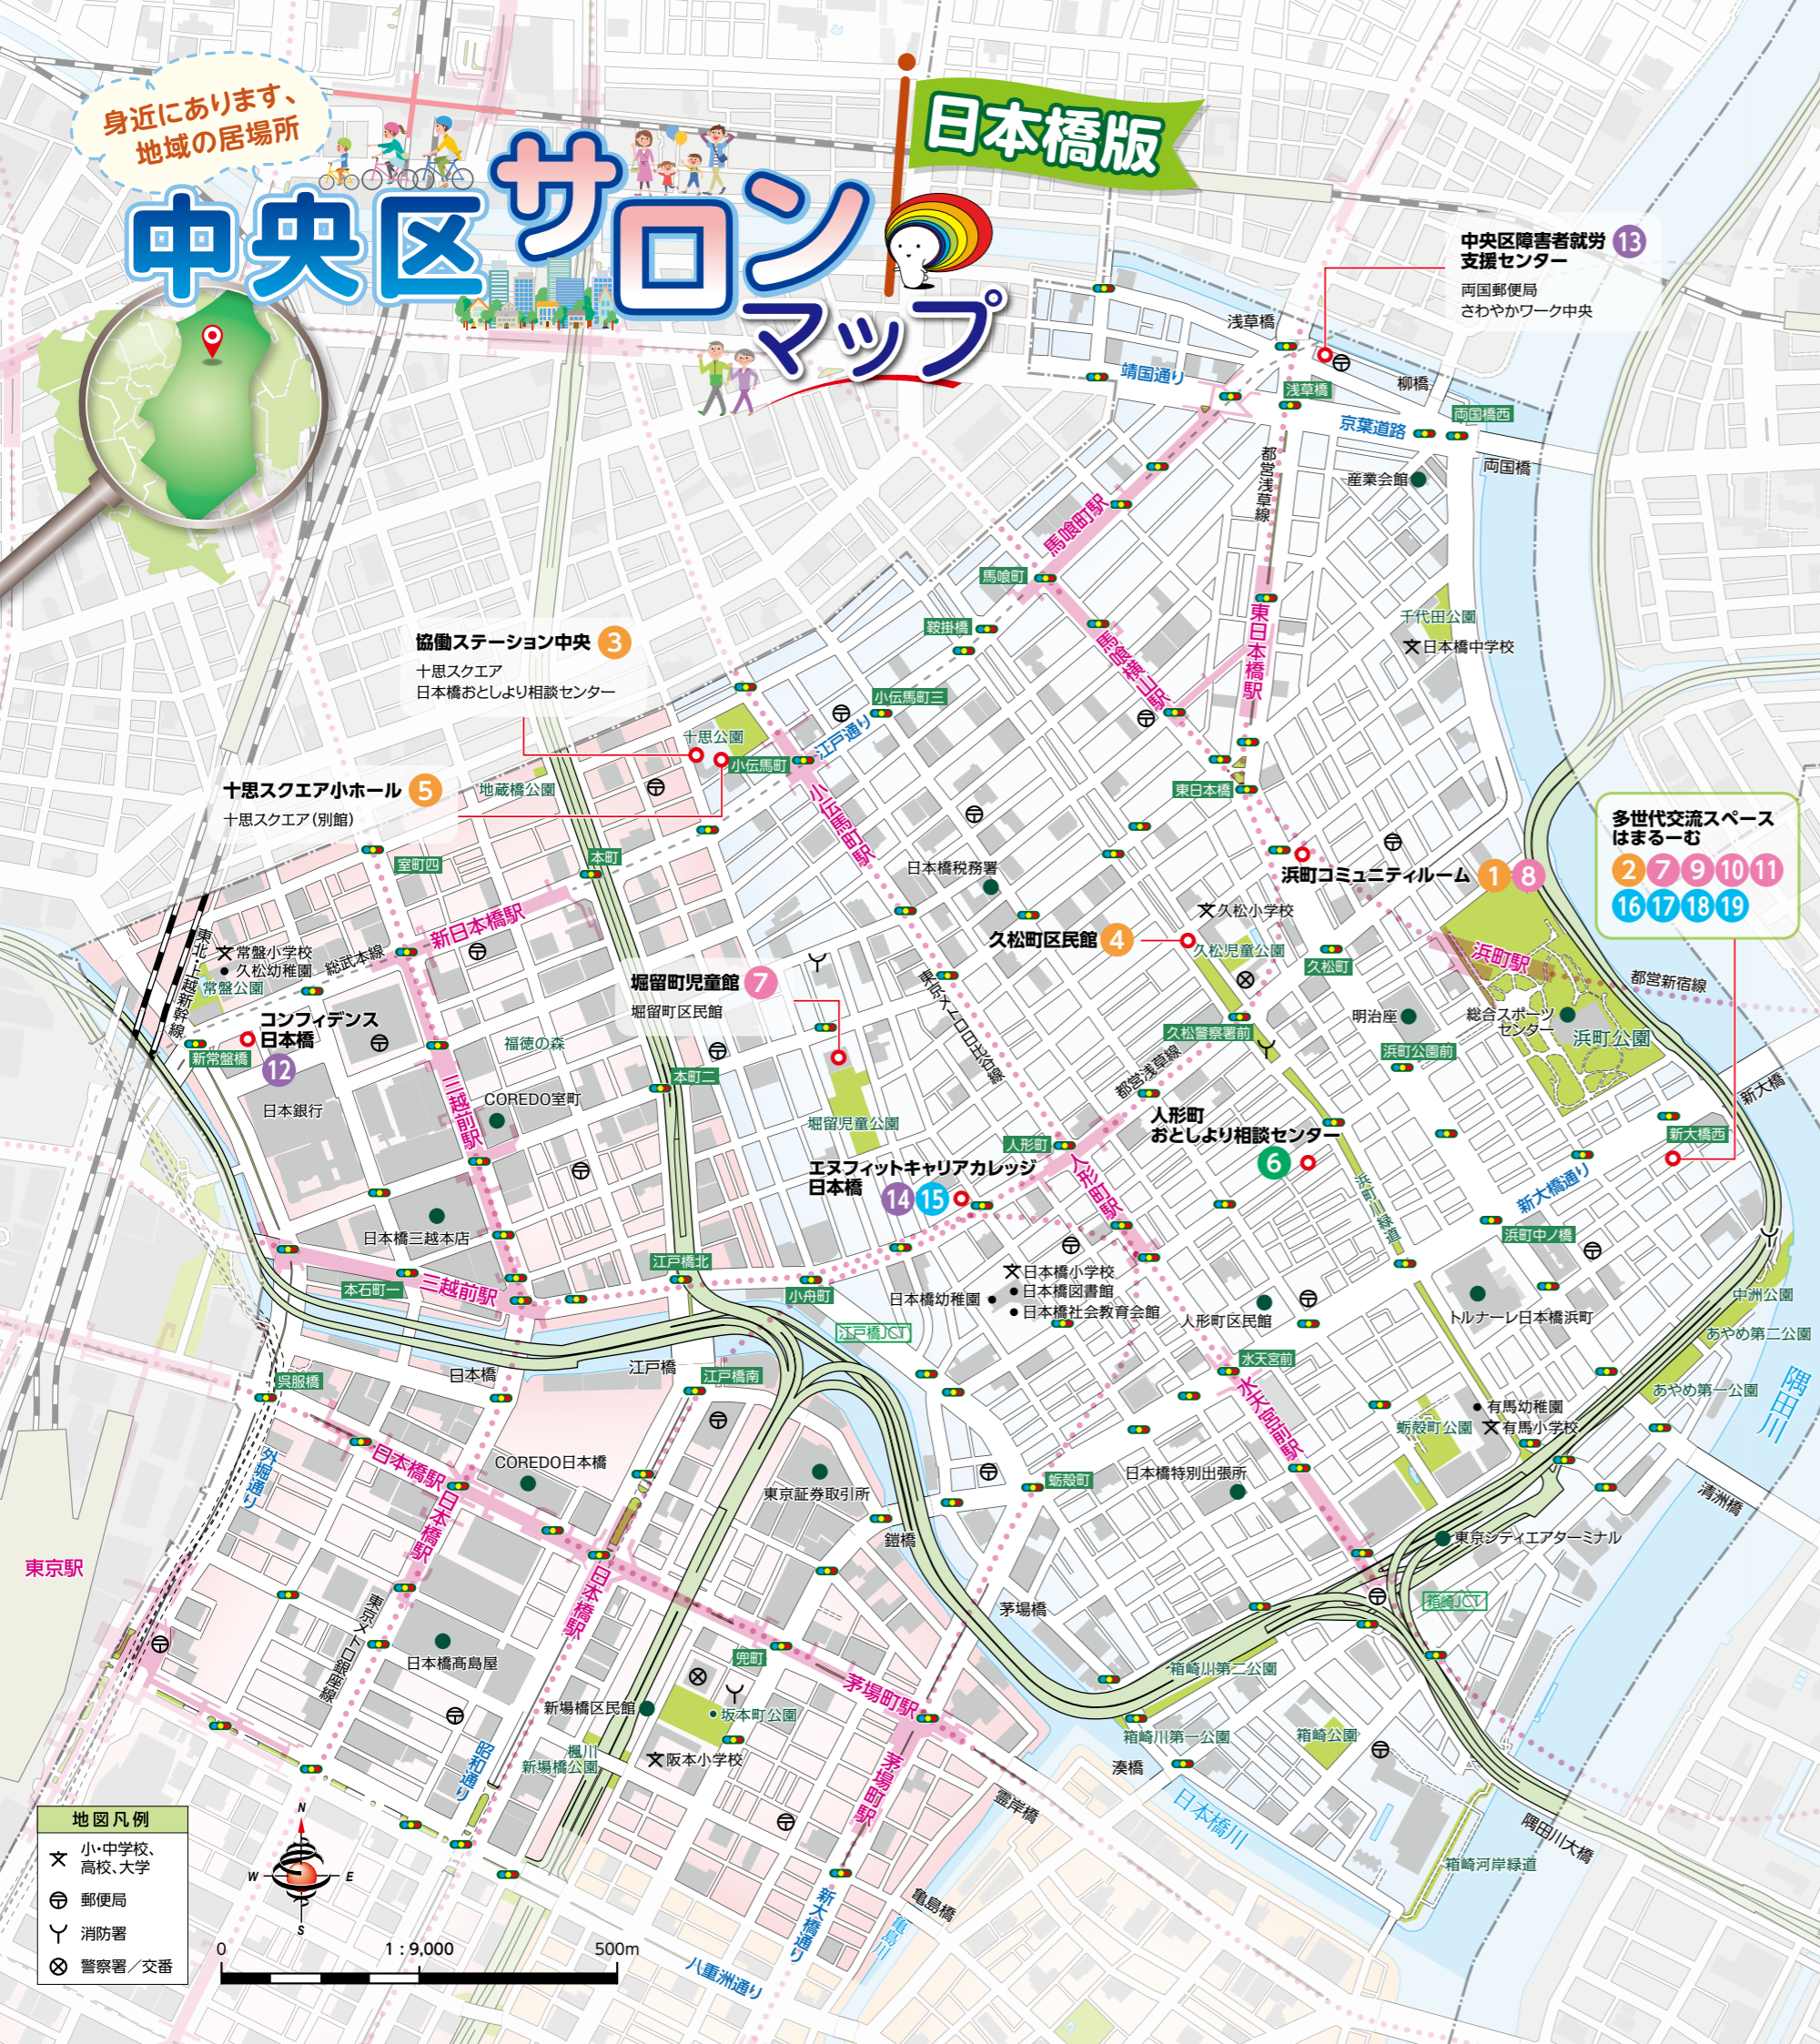 身近にあります、
地域の居場所
中央区
サロン
マップ
日本橋版
中央区障害者就労 13
支援センター
両国郵便局
さわやかワーク中央
浅草橋
靖国通り
柳橋
浅草橋
両国橋西
京葉道路
両国橋
都営浅草線
産業会館
馬喰町駅
馬喰町
鞍掛橋
馬喰横山駅
東日本橋駅
千代田公園
日本橋中学校
協働ステーション中央 3
十思スクエア
日本橋おとしより相談センター
小伝馬町三
江戸通り
十思公園
小伝馬町
小伝馬町駅
十思スクエア小ホール 5
十思スクエア(別館)
地蔵橋公園
東日本橋
多世代交流スペース
はまるーむ
2 7 9 10 11
16 17 18 19
室町四
本町
日本橋税務署
浜町コミュニティルーム 1 8
新日本橋駅
久松小学校
久松町区民館 4
久松児童公園
久松町
浜町駅
都営新宿線
東北・上越新幹線
常盤小学校
久松幼稚園
常盤公園
総武本線
堀留町児童館 7
堀留町区民館
東京メトロ日比谷線
コンフィデンス
日本橋
12
新常盤橋
福徳の森
久松警察署前
明治座
総合スポーツ
センター
浜町公園
浜町公園前
本町二
都営浅草線
新大橋
日本銀行
三越前駅
COREDO室町
堀留児童公園
人形町
人形町
おとしより相談センター
6
新大橋西
エヌフィットキャリアカレッジ
日本橋 14 15
人形町駅
浜町川緑道
新大橋通り
浜町中ノ橋
日本橋三越本店
江戸橋北
本石町一
三越前駅
小舟町
日本橋小学校
日本橋図書館
日本橋幼稚園
日本橋社会教育会館
人形町区民館
トルナーレ日本橋浜町
中洲公園
あやめ第二公園
江戸橋JCT
日本橋
江戸橋
江戸橋南
呉服橋
水天宮前
水天宮前駅
あやめ第一公園
隅田川
有馬幼稚園
有馬小学校
蛎殻町公園
外堀通り
日本橋駅
日本橋駅
COREDO日本橋
東京証券取引所
蛎殻町
日本橋特別出張所
清洲橋
鎧橋
東京シティエアターミナル
東京駅
日本橋駅
東京メトロ銀座線
茅場橋
箱崎JCT
日本橋髙島屋
兜町
箱崎川第二公園
茅場町駅
新場橋区民館
坂本町公園
箱崎川第一公園
箱崎公園
昭和通り
楓川
新場橋公園
阪本小学校
茅場町駅
湊橋
霊岸橋
日本橋川
隅田川大橋
箱崎河岸緑道
新大橋通り
亀島橋
亀島川
八重洲通り
地図凡例
小・中学校、
高校、大学
郵便局
消防署
警察署/交番
N
W E
S
0 1:9,000 500m